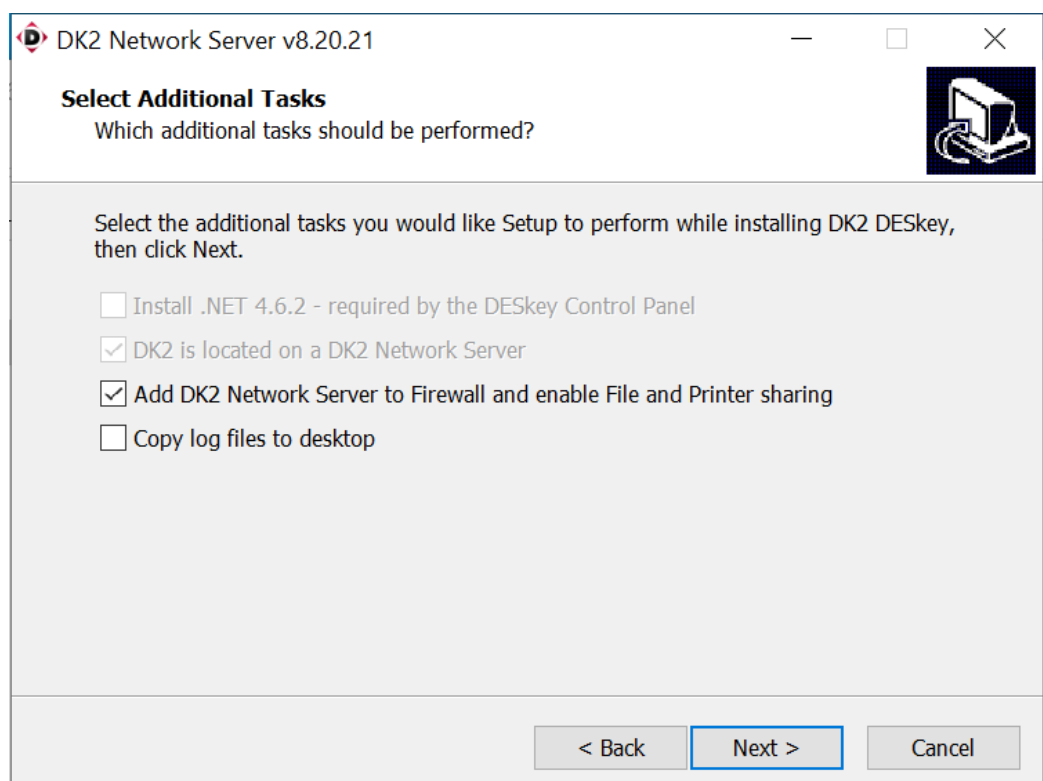 DK2 Network Server v8.20.21
Select Additional Tasks
Which additional tasks should be performed?
Select the additional tasks you would like Setup to perform while installing DK2 DESkey,
then click Next.
Install .NET 4.6.2 - required by the DESkey Control Panel
DK2 is located on a DK2 Network Server
Add DK2 Network Server to Firewall and enable File and Printer sharing
Copy log files to desktop
< Back Next > Cancel